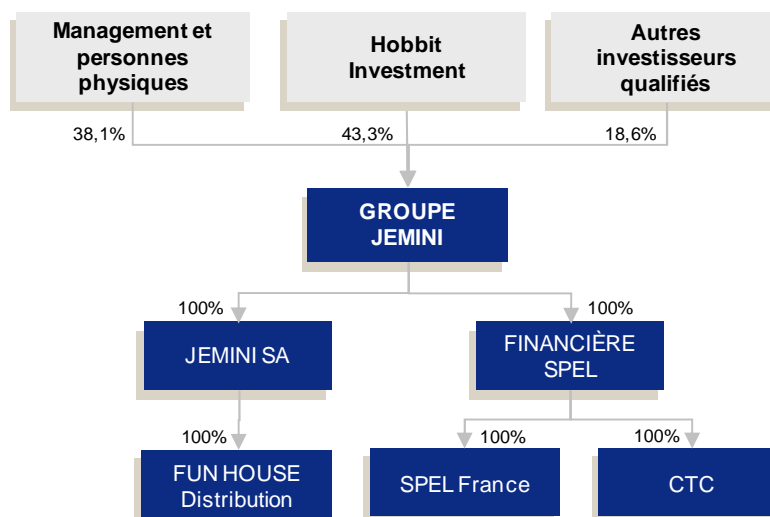 Management et
personnes
physiques
Hobbit
Investment
Autres
investisseurs
qualifiés
38,1%
43,3%
18,6%
GROUPE
JEMINI
100%
100%
JEMINI SA
FINANCIÈRE
SPEL
100%
100%
100%
FUN HOUSE
Distribution
SPEL France
CTC